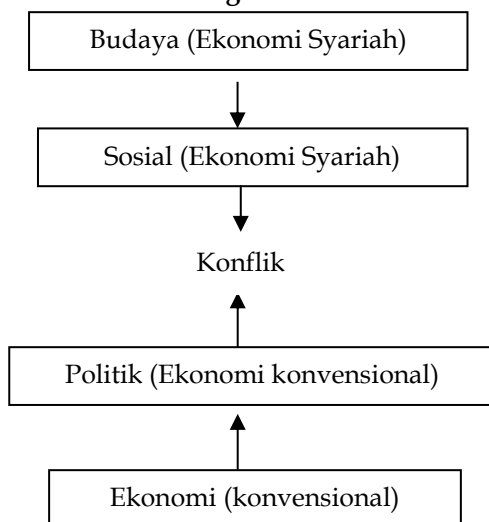 Budaya (Ekonomi Syariah)
Sosial (Ekonomi Syariah)
Konflik
Politik (Ekonomi konvensional)
Ekonomi (konvensional)